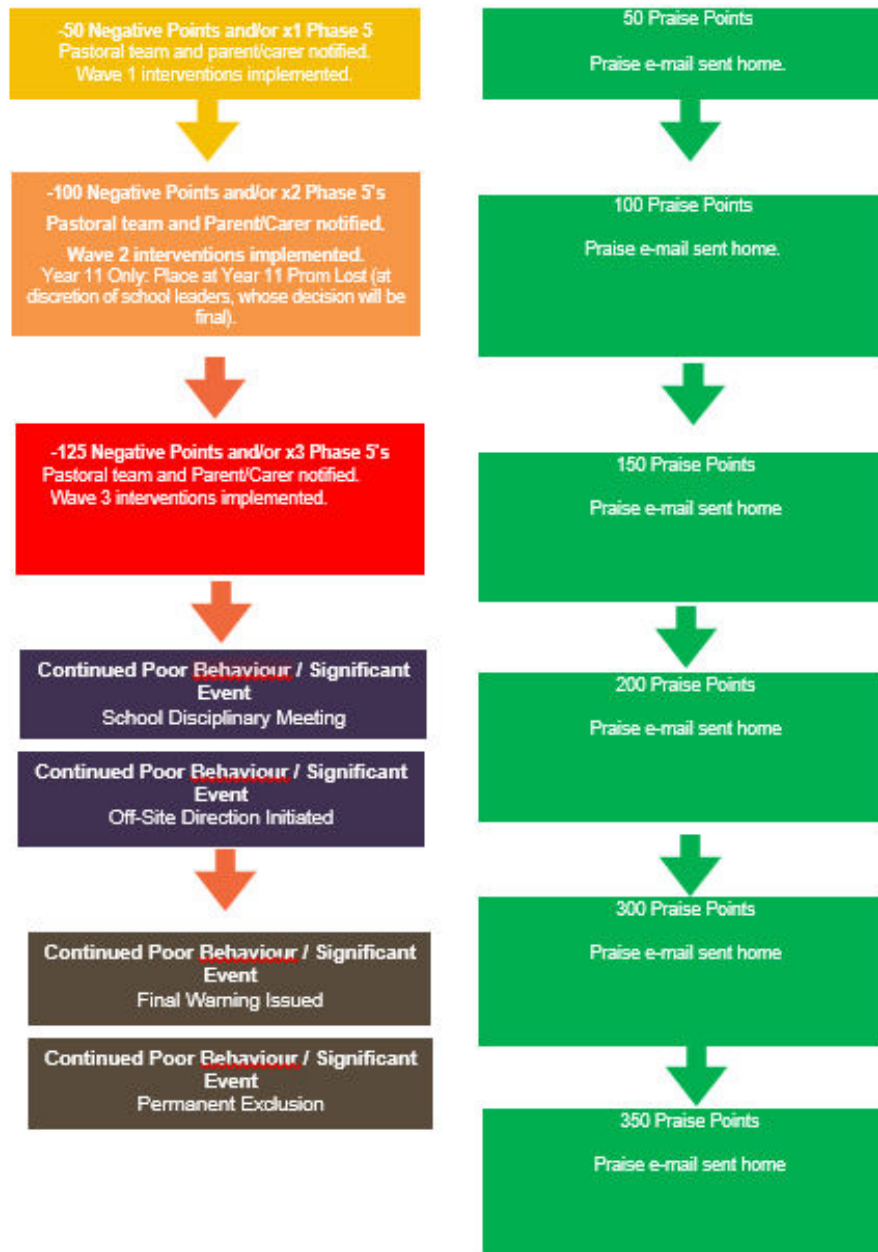 -50 Negative Points and/or x1 Phase 5
Pastoral team and parent/carer notified.
Wave 1 interventions implemented.
-100 Negative Points and/or x2 Phase 5's
Pastoral team and Parent/Carer notified.
Wave 2 interventions implemented.
Year 11 Only: Place at Year 11 Prom Lost (at
discretion of school leaders, whose decision will be
final).
-125 Negative Points and/or x3 Phase 5's
Pastoral team and Parent/Carer notified.
Wave 3 interventions implemented.
Continued Poor Behaviour / Significant
Event
School Disciplinary Meeting
Continued Poor Behaviour / Significant
Event
Off-Site Direction Initiated
Continued Poor Behaviour / Significant
Event
Final Warning Issued
Continued Poor Behaviour / Significant
Event
Permanent Exclusion
50 Praise Points
Praise e-mail sent home.
100 Praise Points
Praise e-mail sent home.
150 Praise Points
Praise e-mail sent home
200 Praise Points
Praise e-mail sent home
300 Praise Points
Praise e-mail sent home
350 Praise Points
Praise e-mail sent home